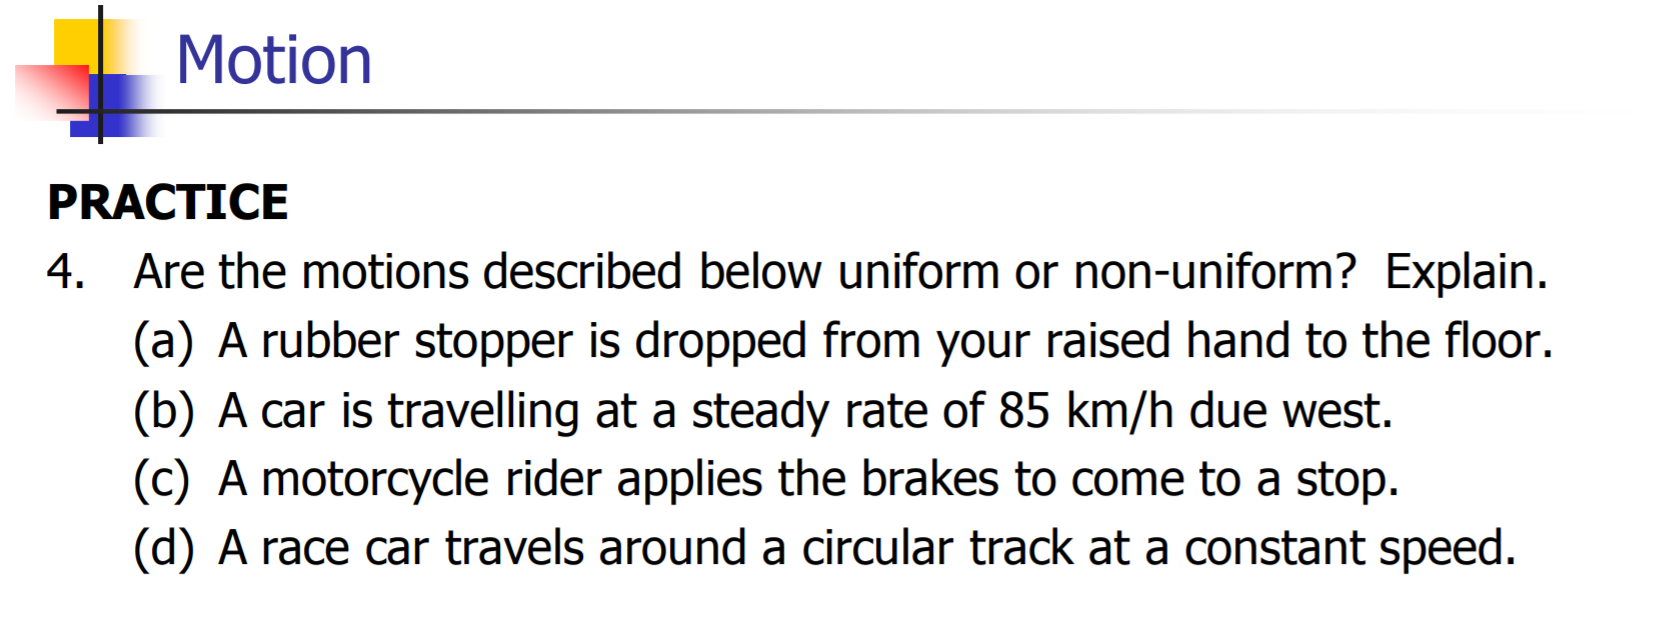 Motion
PRACTICE
4. Are the motions described below uniform or non-uniform? Explain.
(a) A rubber stopper is dropped from your raised hand to the floor.
(b) A car is travelling at a steady rate of 85 km/h due west.
(c) A motorcycle rider applies the brakes to come to a stop.
(d) A race car travels around a circular track at a constant speed.